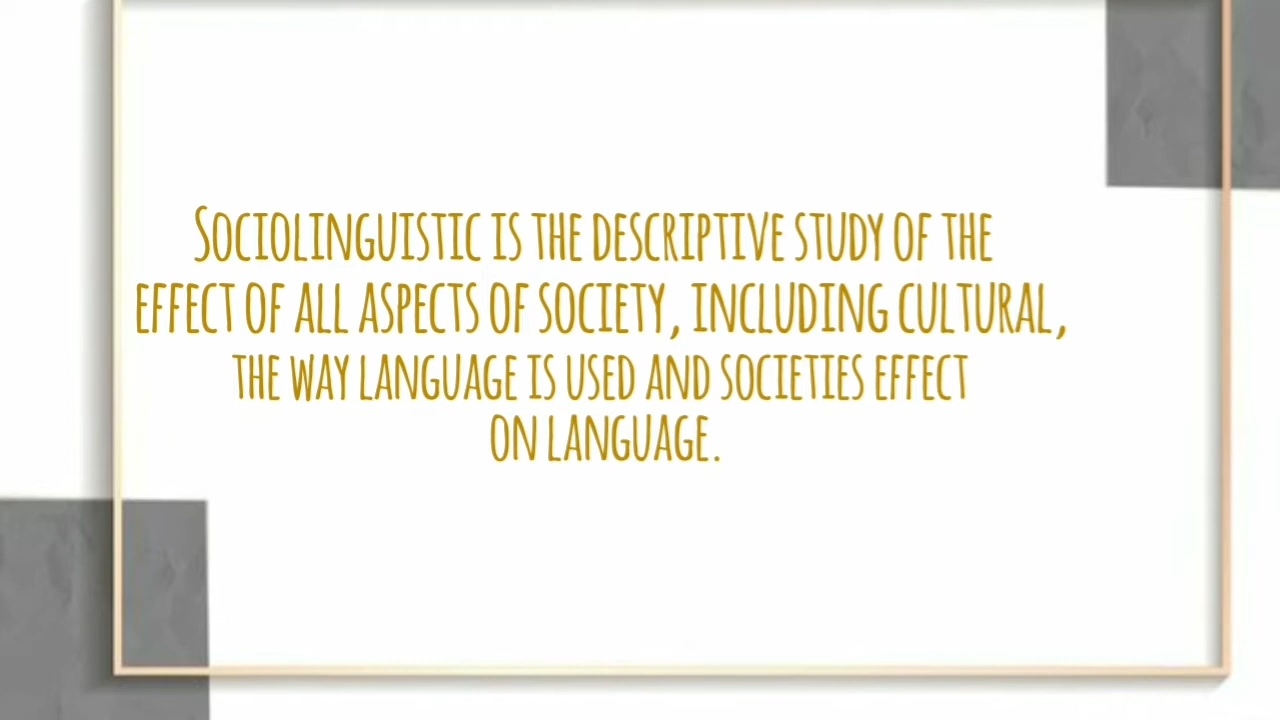 Sociolinguistic is the descriptive study of the
effect of all aspects of society, including cultural,
the way language is used and societies effect
on language.